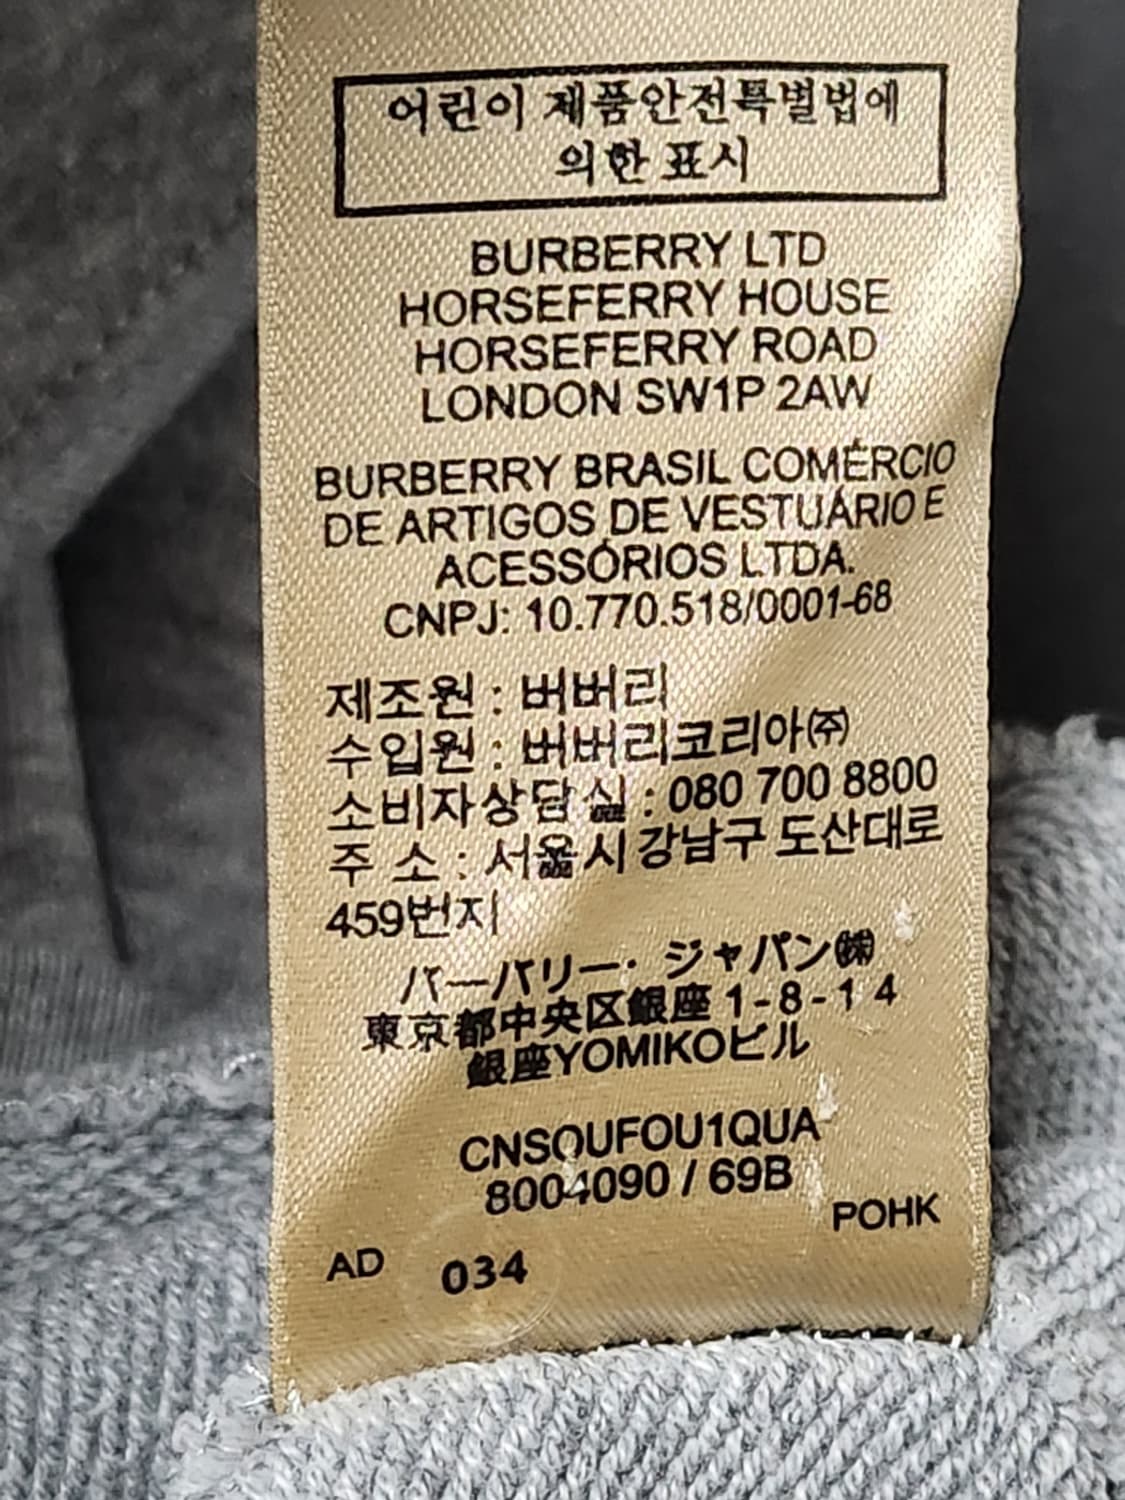 어린이 제품안전특별법에
의한 표시
BURBERRY LTD
HORSEFERRY HOUSE
HORSEFERRY ROAD
LONDON SW1P 2AW
BURBERRY BRASIL COMÉRCIO
DE ARTIGOS DE VESTUÁRIO E
ACESSÓRIOS LTDA.
CNPJ: 10.770.518/0001-68
제조원 : 버버리
수입원 : 버버리코리아㈜
소비자상담실 : 080 700 8800
주 소 : 서울시 강남구 도산대로
459번지
バーバリー・ジャパン㈱
東京都中央区銀座 1-8-1 4
銀座YOMIKOビル
CNSQUFOU1QUA
8004090 / 69B
POHK
AD 034